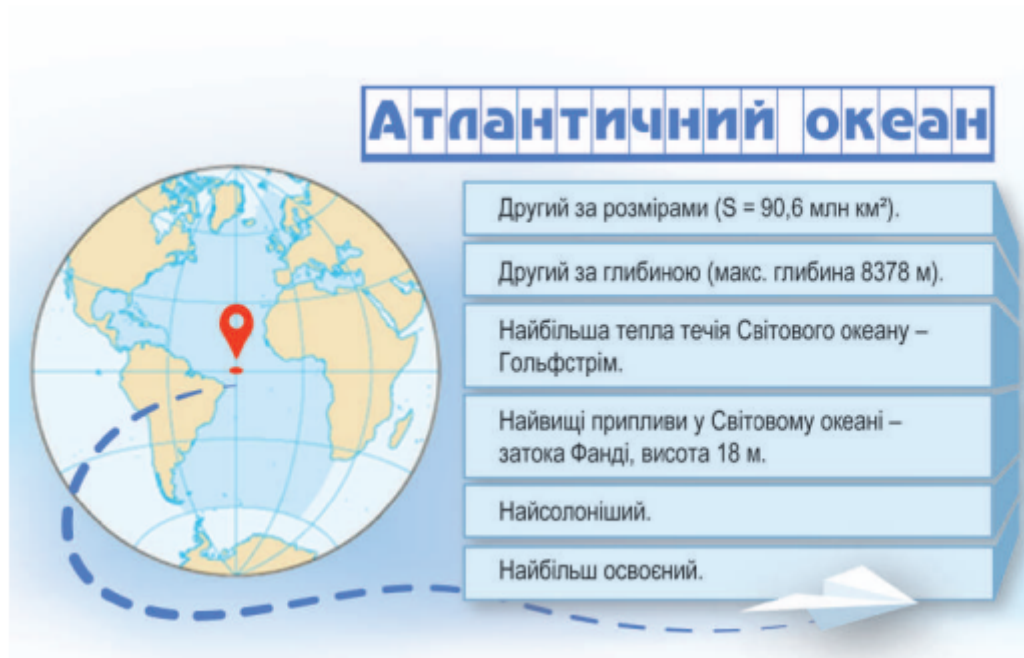 Атлантичний океан
Другий за розмірами (S = 90,6 млн км²).
Другий за глибиною (макс. глибина 8378 м).
Найбільша тепла течія Світового океану –
Гольфстрім.
Найвищі припливи у Світовому океані –
затока Фанді, висота 18 м.
Найсолоніший.
Найбільш освоєний.